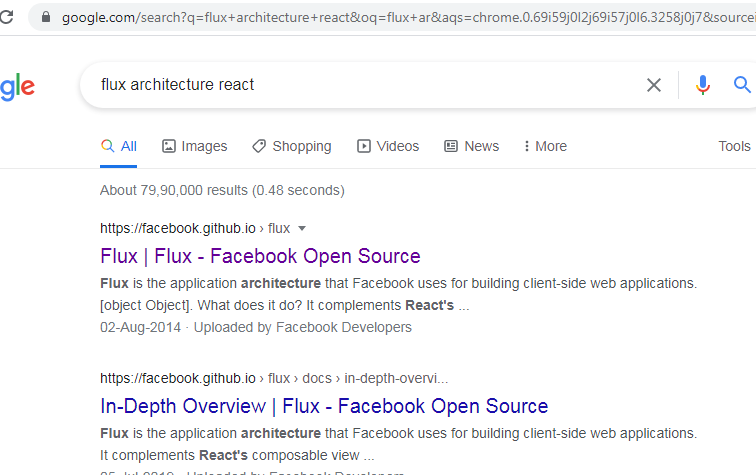 google.com/search?q=flux+architecture+react&oq=flux+ar&aqs=chrome.0.69i59j0l2j69i57j0l6.3258j0j7&source
gle
flux architecture react
All Images Shopping Videos News More Tools
About 79,90,000 results (0.48 seconds)
https://facebook.github.io › flux
Flux | Flux - Facebook Open Source
Flux is the application architecture that Facebook uses for building client-side web applications.
[object Object]. What does it do? It complements React's ...
02-Aug-2014 · Uploaded by Facebook Developers
https://facebook.github.io › flux › docs › in-depth-overvi...
In-Depth Overview | Flux - Facebook Open Source
Flux is the application architecture that Facebook uses for building client-side web applications.
It complements React's composable view ...
Uploaded by Facebook Developers